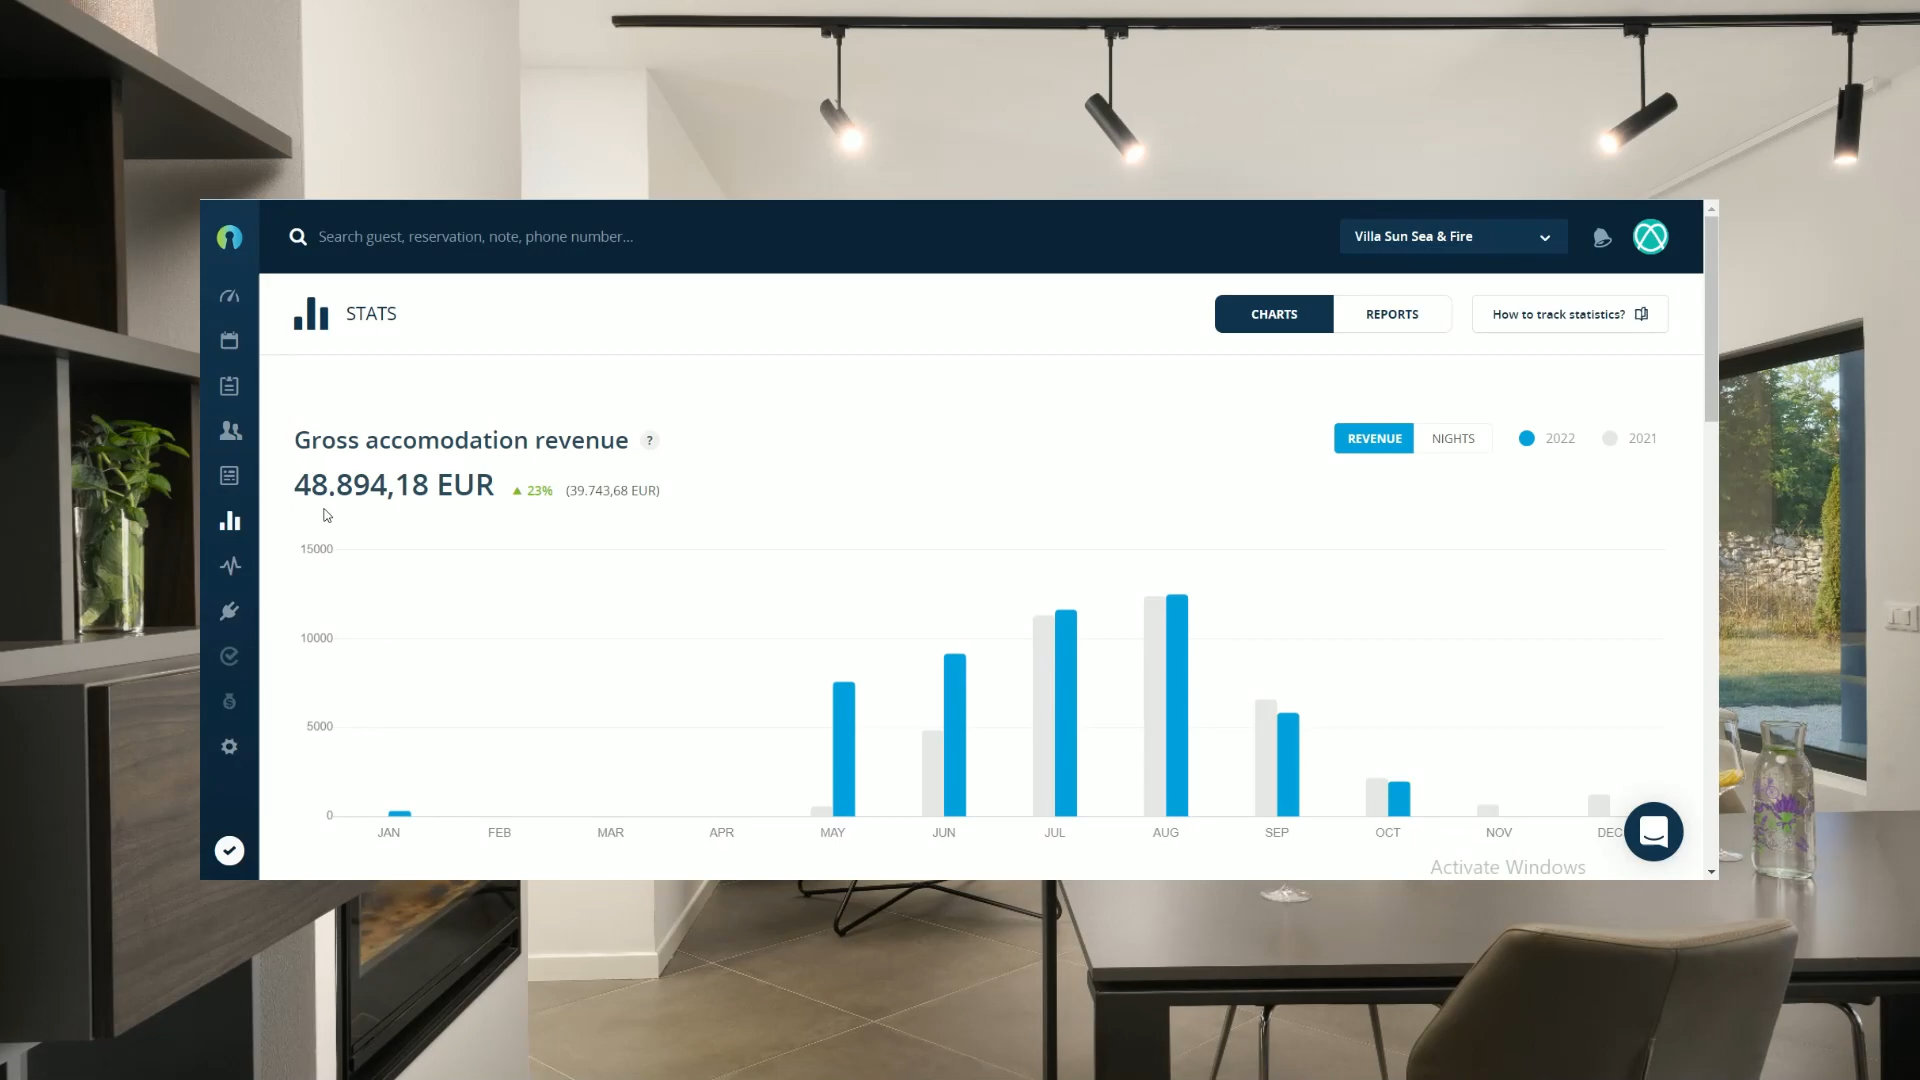 Search guest, reservation, note, phone number...
Villa Sun Sea & Fire
STATS
CHARTS
REPORTS
How to track statistics?
Gross accomodation revenue ?
REVENUE
NIGHTS
2022
2021
48.894,18 EUR
23%
(39.743,68 EUR)
15000
10000
5000
0
JAN
FEB
MAR
APR
MAY
JUN
JUL
AUG
SEP
OCT
NOV
DEC
Activate Windows